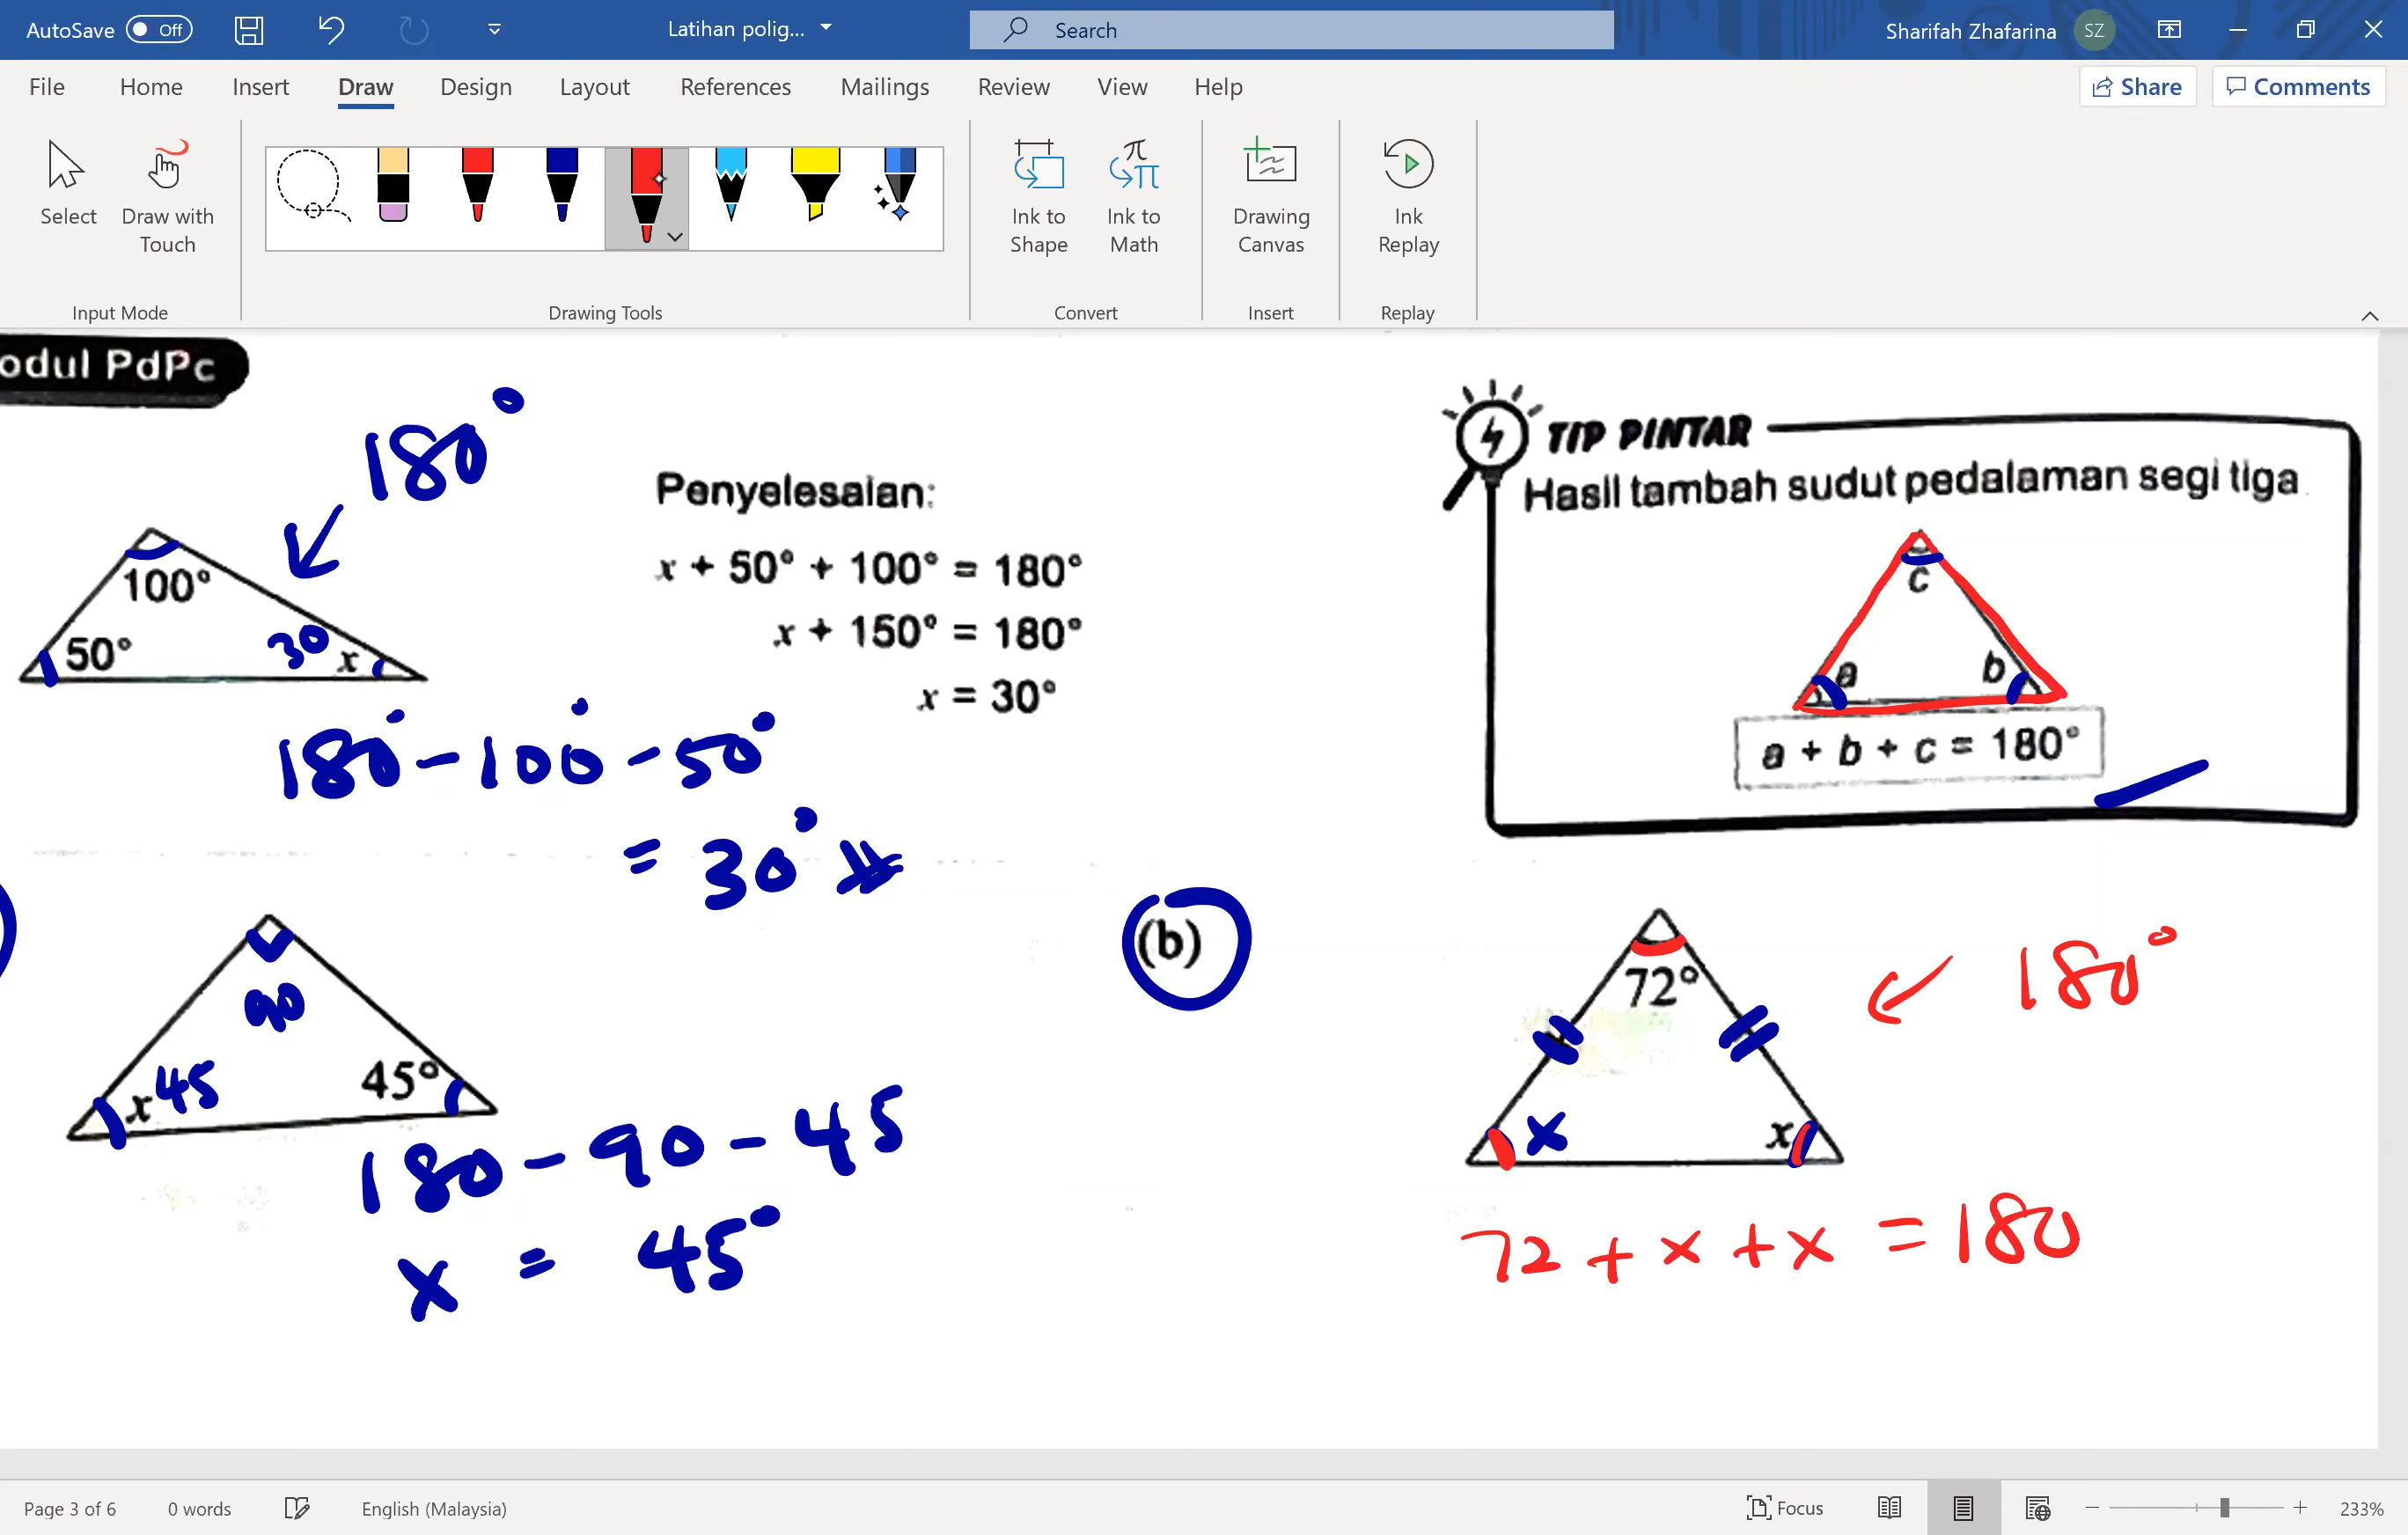 AutoSave Off Latihan polig... Search Sharifah Zhafarina SZ
File Home Insert Draw Design Layout References Mailings Review View Help Share Comments
Select
Draw with Touch
Ink to Shape
Ink to Math
Drawing Canvas
Ink Replay
Input Mode Drawing Tools Convert Insert Replay
odul PdPc
180°
100°
50° 30 x
Penyelesaian:
x + 50° + 100° = 180°
x + 150° = 180°
x = 30°
180° - 100° - 50°
= 30°
TIP PINTAR
Hasil tambah sudut pedalaman segi tiga
c
a b
a + b + c = 180°
90
x 45 45°
180 - 90 - 45
x = 45°
(b)
72°
180°
x x
72 + x + x = 180
Page 3 of 6 0 words English (Malaysia) Focus 233%